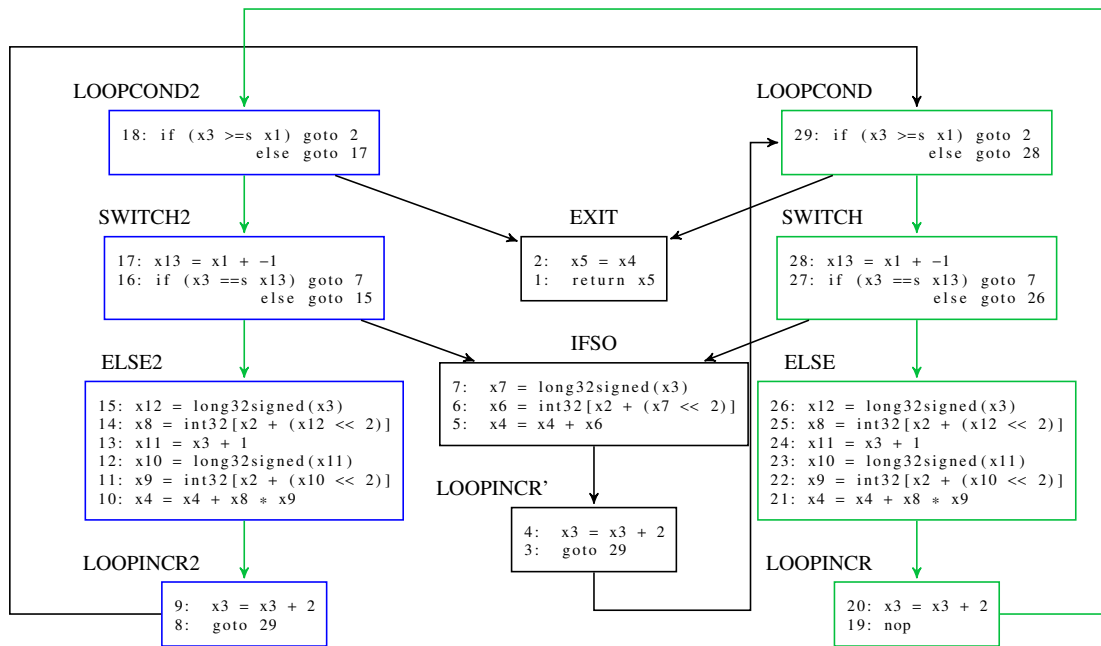 LOOPCOND2
18: if (x3 >=s x1) goto 2
else goto 17
LOOPCOND
29: if (x3 >=s x1) goto 2
else goto 28
SWITCH2
17: x13 = x1 + −1
16: if (x3 ==s x13) goto 7
else goto 15
EXIT
2: x5 = x4
1: return x5
SWITCH
28: x13 = x1 + −1
27: if (x3 ==s x13) goto 7
else goto 26
ELSE2
15: x12 = long32signed(x3)
14: x8 = int32[x2 + (x12 << 2)]
13: x11 = x3 + 1
12: x10 = long32signed(x11)
11: x9 = int32[x2 + (x10 << 2)]
10: x4 = x4 + x8 * x9
IFSO
7: x7 = long32signed(x3)
6: x6 = int32[x2 + (x7 << 2)]
5: x4 = x4 + x6
ELSE
26: x12 = long32signed(x3)
25: x8 = int32[x2 + (x12 << 2)]
24: x11 = x3 + 1
23: x10 = long32signed(x11)
22: x9 = int32[x2 + (x10 << 2)]
21: x4 = x4 + x8 * x9
LOOPINCR2
9: x3 = x3 + 2
8: goto 29
LOOPINCR’
4: x3 = x3 + 2
3: goto 29
LOOPINCR
20: x3 = x3 + 2
19: nop